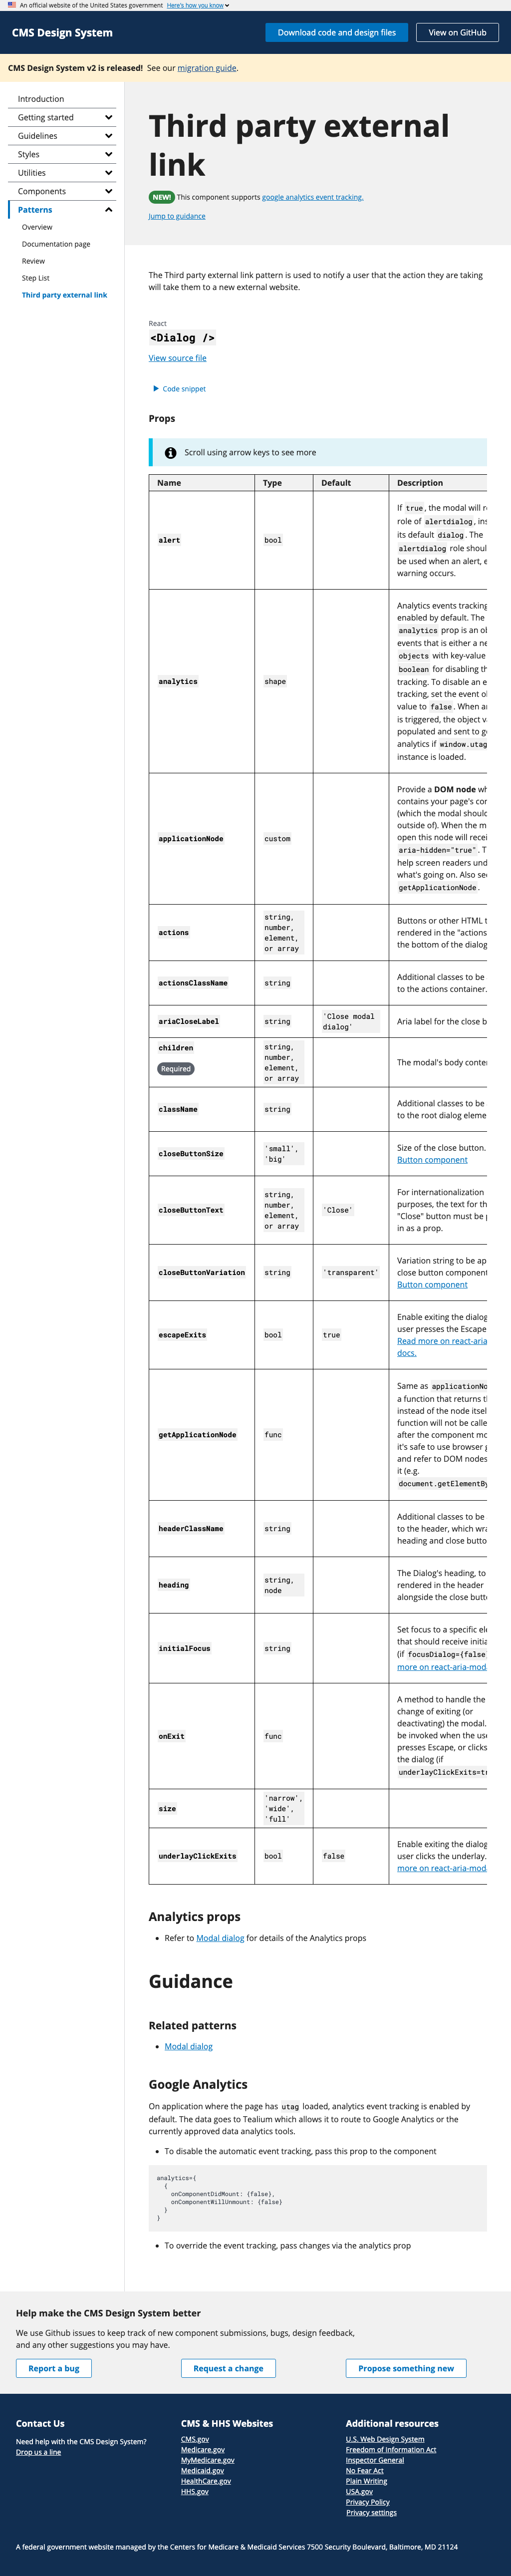 An official website of the United States government Here's how you know
CMS Design System
Download code and design files
View on GitHub
CMS Design System v2 is released! See our migration guide.
Introduction
Getting started
Guidelines
Styles
Utilities
Components
Patterns
Overview
Documentation page
Review
Step List
Third party external link
Third party external
link
NEW! This component supports google analytics event tracking.
Jump to guidance
The Third party external link pattern is used to notify a user that the action they are taking
will take them to a new external website.
React
<Dialog />
View source file
Code snippet
Props
Scroll using arrow keys to see more
Name Type Default Description
alert bool
If true, the modal will r
role of alertdialog, ins
its default dialog. The
alertdialog role shoul
be used when an alert, e
warning occurs.
analytics shape
Analytics events tracking
enabled by default. The
analytics prop is an ob
events that is either a ne
objects with key-value
boolean for disabling th
tracking. To disable an e
tracking, set the event ob
value to false. When an
is triggered, the object va
populated and sent to go
analytics if window.utag
instance is loaded.
applicationNode custom
Provide a DOM node wh
contains your page's con
(which the modal should
outside of). When the m
open this node will recei
aria-hidden="true". T
help screen readers und
what's going on. Also see
getApplicationNode.
actions
string,
number,
element,
or array
Buttons or other HTML t
rendered in the "actions
the bottom of the dialog
actionsClassName string
Additional classes to be
to the actions container.
ariaCloseLabel string
'Close modal
dialog'
Aria label for the close b
children
Required
string,
number,
element,
or array
The modal's body conten
className string
Additional classes to be
to the root dialog eleme
closeButtonSize
'small',
'big'
Size of the close button.
Button component
closeButtonText
string,
number,
element,
or array
'Close'
For internationalization
purposes, the text for th
"Close" button must be p
in as a prop.
closeButtonVariation string 'transparent'
Variation string to be ap
close button component
Button component
escapeExits bool true
Enable exiting the dialog
user presses the Escape
Read more on react-aria
docs.
getApplicationNode func
Same as applicationNo
a function that returns th
instead of the node itself
function will not be calle
after the component mo
it's safe to use browser g
and refer to DOM nodes
it (e.g.
document.getElementBy
headerClassName string
Additional classes to be
to the header, which wra
heading and close butto
heading
string,
node
The Dialog's heading, to
rendered in the header
alongside the close butto
initialFocus string
Set focus to a specific ele
that should receive initia
(if focusDialog={false
more on react-aria-mod
onExit func
A method to handle the
change of exiting (or
deactivating) the modal.
be invoked when the use
presses Escape, or clicks
the dialog (if
underlayClickExits=tr
size
'narrow',
'wide',
'full'
underlayClickExits bool false
Enable exiting the dialog
user clicks the underlay.
more on react-aria-mod
Analytics props
Refer to Modal dialog for details of the Analytics props
Guidance
Related patterns
Modal dialog
Google Analytics
On application where the page has utag loaded, analytics event tracking is enabled by
default. The data goes to Tealium which allows it to route to Google Analytics or the
currently approved data analytics tools.
To disable the automatic event tracking, pass this prop to the component
analytics={
{
onComponentDidMount: {false},
onComponentWillUnmount: {false}
}
}
To override the event tracking, pass changes via the analytics prop
Help make the CMS Design System better
We use Github issues to keep track of new component submissions, bugs, design feedback,
and any other suggestions you may have.
Report a bug
Request a change
Propose something new
Contact Us
Need help with the CMS Design System?
Drop us a line
CMS & HHS Websites
CMS.gov
Medicare.gov
MyMedicare.gov
Medicaid.gov
HealthCare.gov
HHS.gov
Additional resources
U.S. Web Design System
Freedom of Information Act
Inspector General
No Fear Act
Plain Writing
USA.gov
Privacy Policy
Privacy settings
A federal government website managed by the Centers for Medicare & Medicaid Services 7500 Security Boulevard, Baltimore, MD 21124